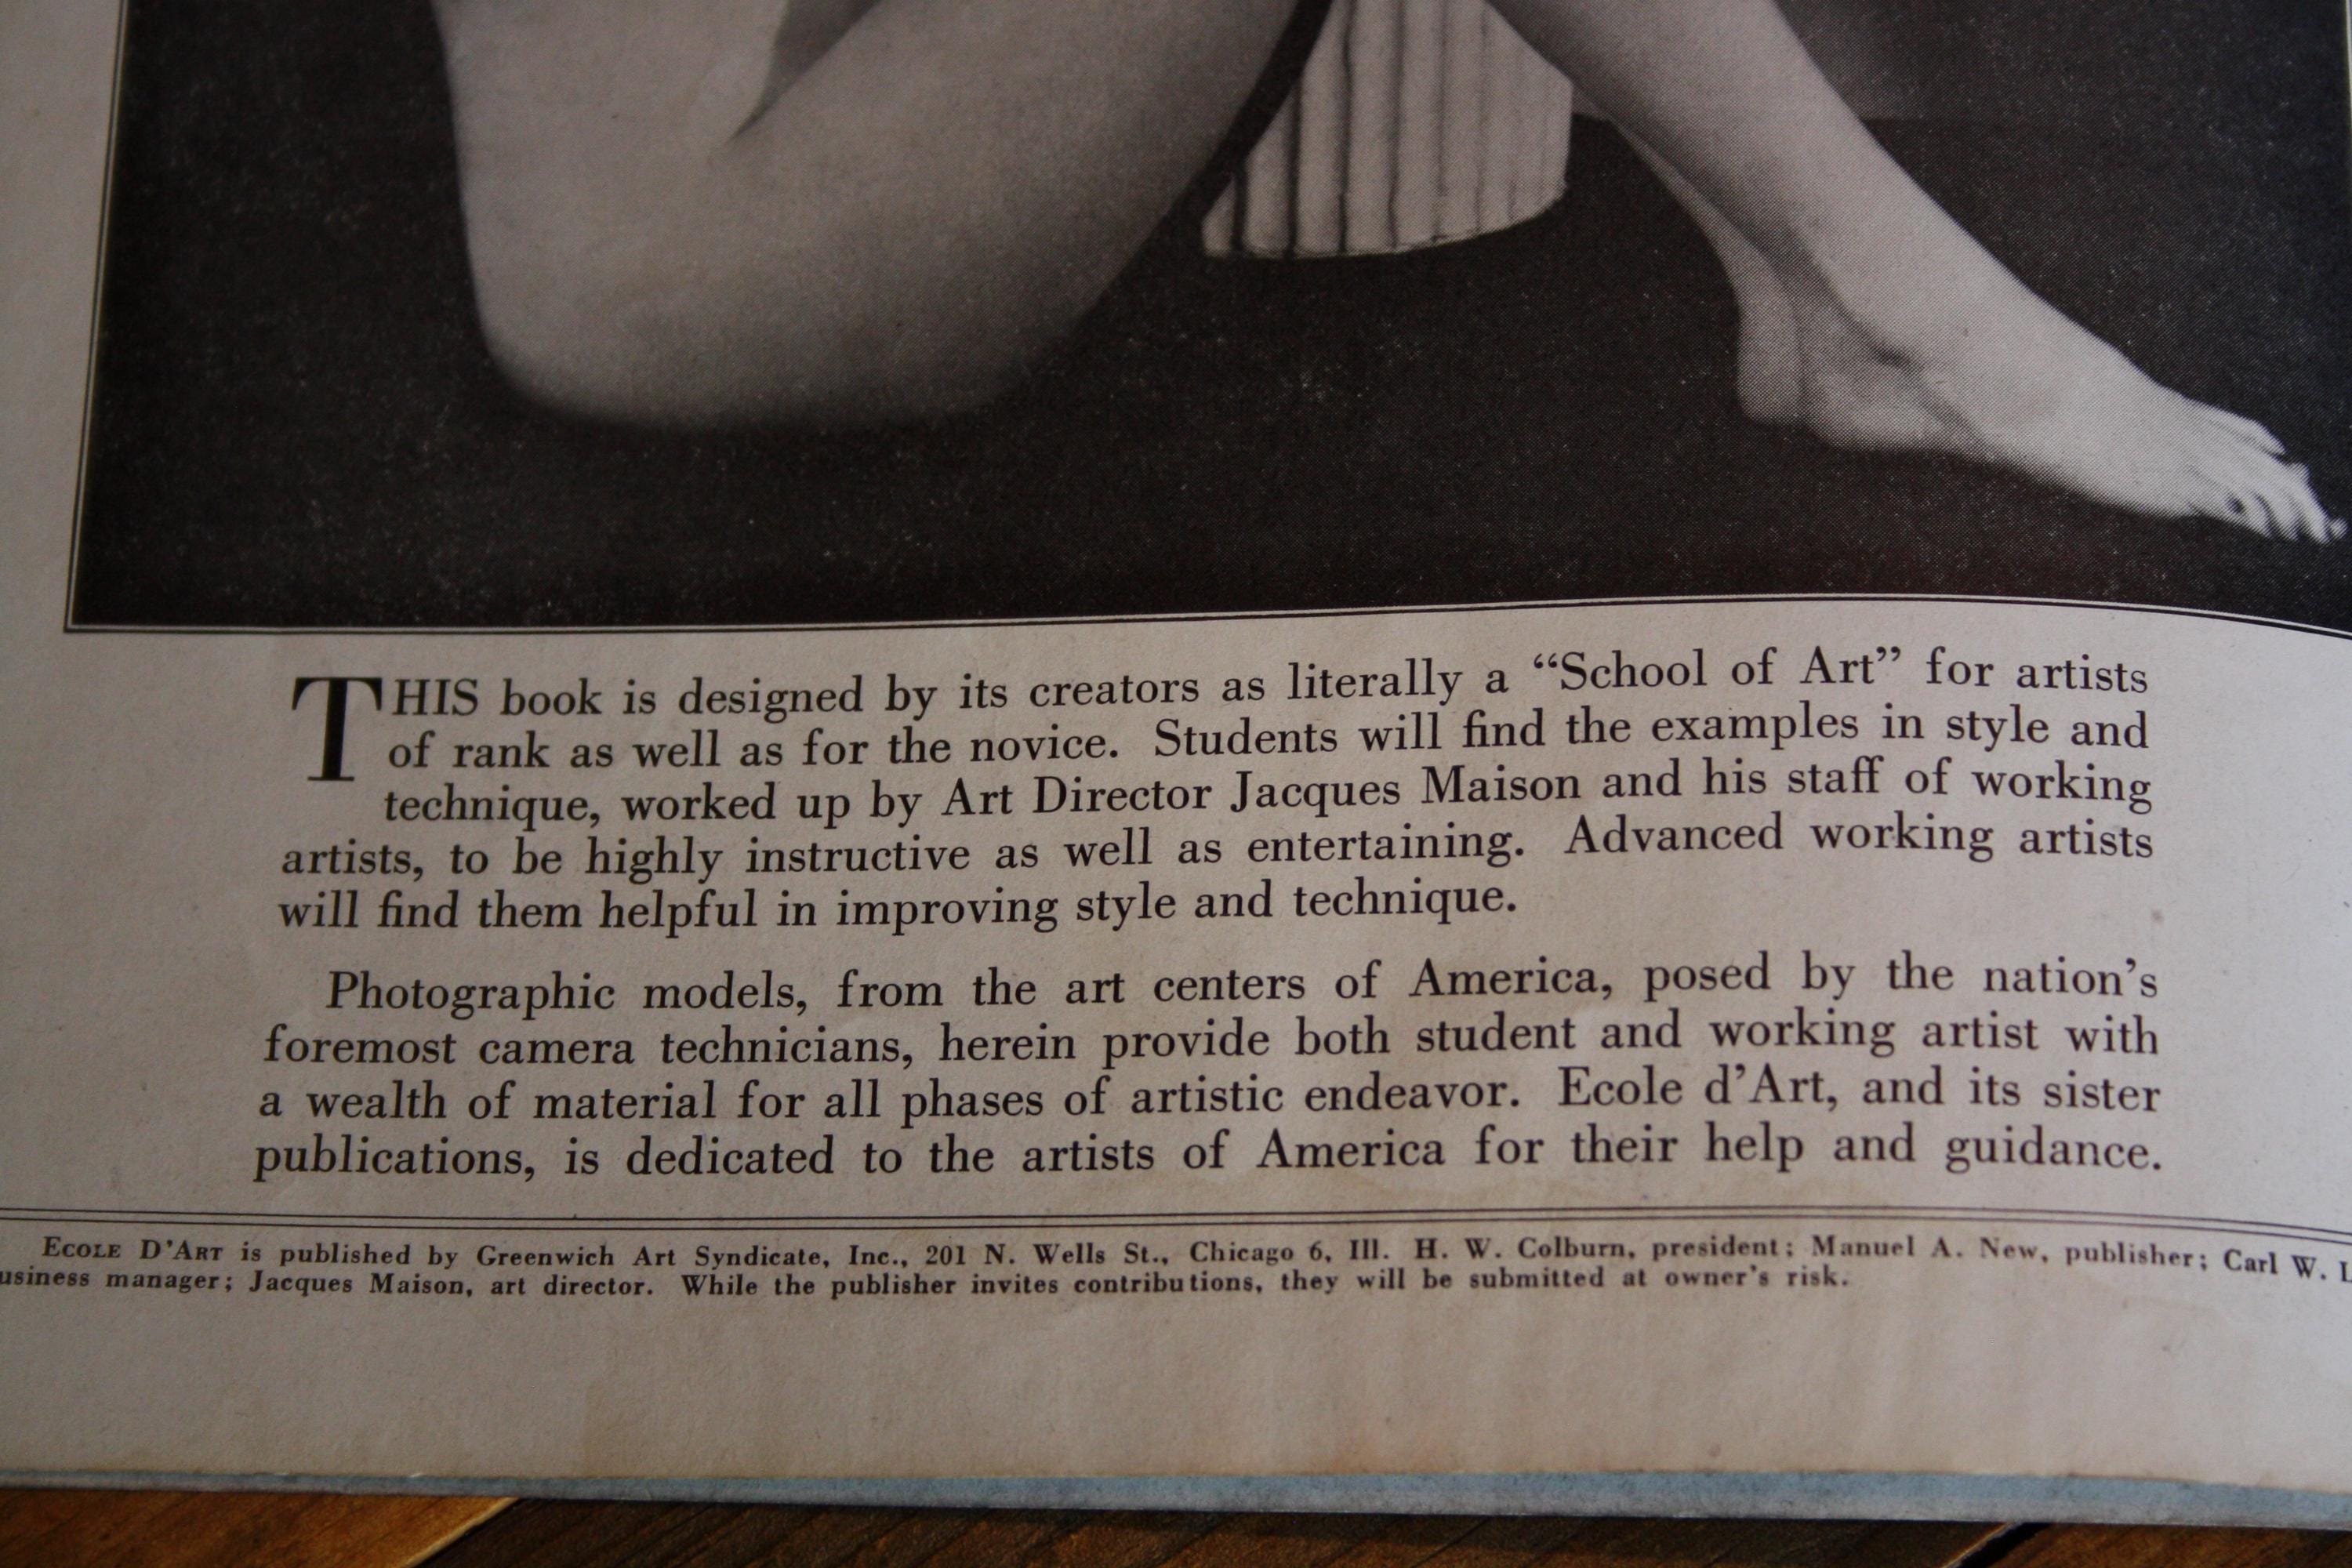 THIS book is designed by its creators as literally a “School of Art” for artists
of rank as well as for the novice. Students will find the examples in style and
technique, worked up by Art Director Jacques Maison and his staff of working
artists, to be highly instructive as well as entertaining. Advanced working artists
will find them helpful in improving style and technique.
Photographic models, from the art centers of America, posed by the nation’s
foremost camera technicians, herein provide both student and working artist with
a wealth of material for all phases of artistic endeavor. Ecole d’Art, and its sister
publications, is dedicated to the artists of America for their help and guidance.
ECOLE D’ART is published by Greenwich Art Syndicate, Inc., 201 N. Wells St., Chicago 6, Ill. H. W. Colburn, president; Manuel A. New, publisher; Carl W. L
usiness manager; Jacques Maison, art director. While the publisher invites contributions, they will be submitted at owner’s risk.